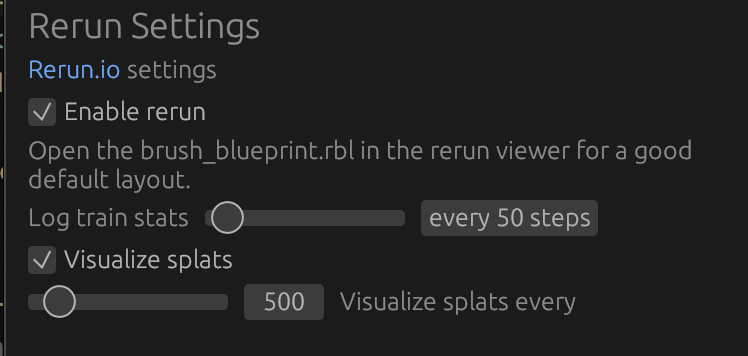 Rerun Settings
Rerun.io settings
Enable rerun
Open the brush_blueprint.rbl in the rerun viewer for a good
default layout.
Log train stats every 50 steps
Visualize splats
500 Visualize splats every